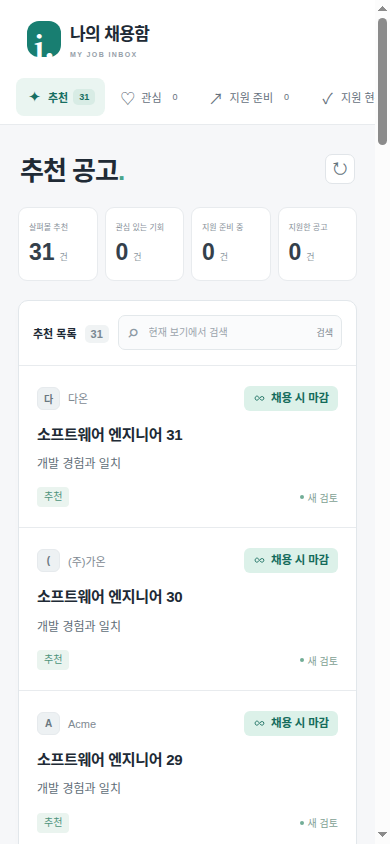 j.
나의 채용함
MY JOB INBOX
추천 31
관심 0
지원 준비 0
지원 현
추천 공고.
살펴볼 추천
31 건
관심 있는 기회
0 건
지원 준비 중
0 건
지원한 공고
0 건
추천 목록 31
현재 보기에서 검색 검색
다 다온
채용 시 마감
소프트웨어 엔지니어 31
개발 경험과 일치
추천
새 검토
( (주)가온
채용 시 마감
소프트웨어 엔지니어 30
개발 경험과 일치
추천
새 검토
A Acme
채용 시 마감
소프트웨어 엔지니어 29
개발 경험과 일치
추천
새 검토